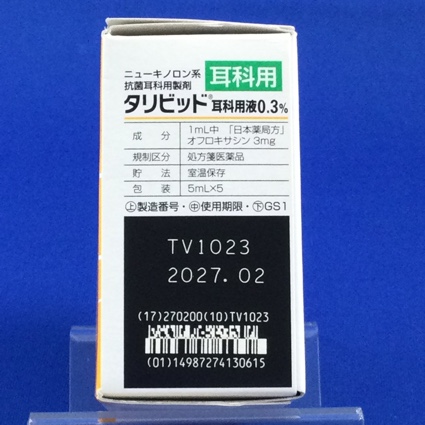 ニューキノロン系
抗菌耳科用製剤
耳科用
タリビッド® 耳科用液0.3%
成分 1mL中 「日本薬局方」
オフロキサシン 3mg
規制区分 処方箋医薬品
貯法 室温保存
包装 5mL×5
㊤製造番号・㊥使用期限・㊦GS1
TV1023
2027.02
(17)270200(10)TV1023
(01)14987274130615